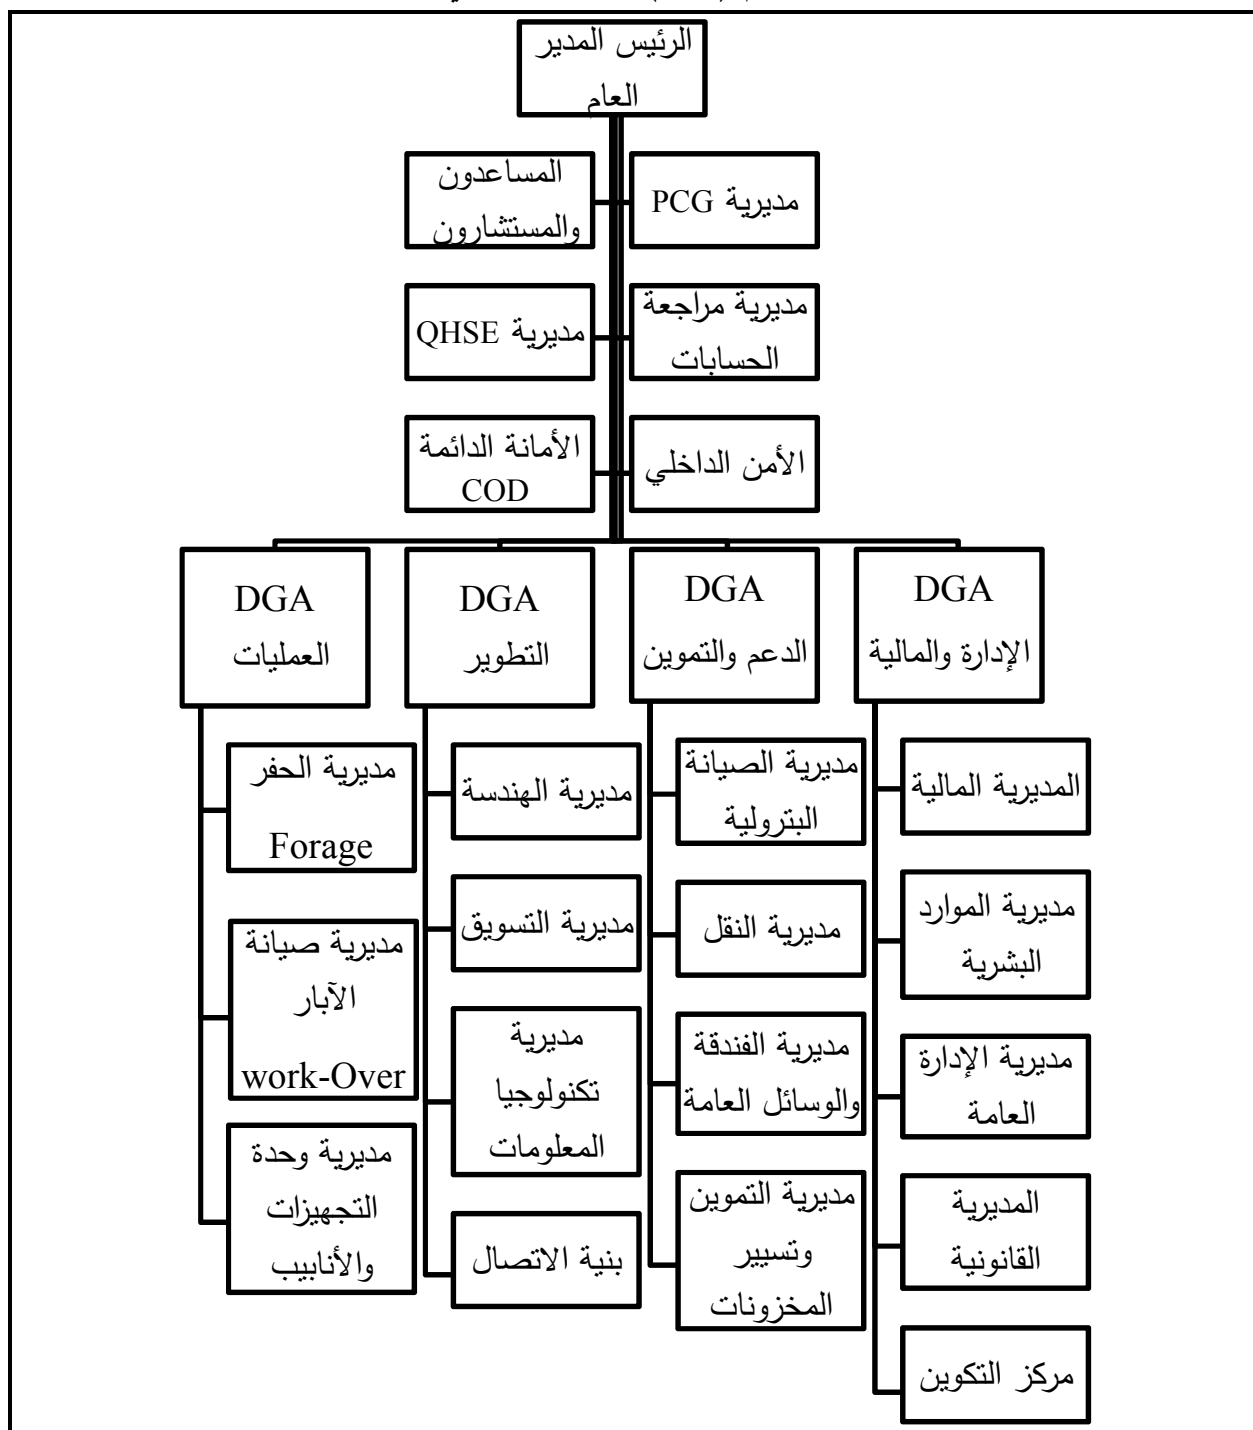 الرئيس المدير
العام
مديرية PCG
المساعدون
والمستشارون
مديرية مراجعة
الحسابات
مديرية QHSE
الأمن الداخلي
الأمانة الدائمة
COD
DGA
الإدارة والمالية
DGA
الدعم والتموين
DGA
التطوير
DGA
العمليات
المديرية المالية
مديرية الموارد
البشرية
مديرية الإدارة
العامة
المديرية
القانونية
مركز التكوين
مديرية الصيانة
البترولية
مديرية النقل
مديرية الفندقة
والوسائل العامة
مديرية التموين
وتسيير
المخزونات
مديرية الهندسة
مديرية التسويق
مديرية
تكنولوجيا
المعلومات
بنية الاتصال
مديرية الحفر
Forage
مديرية صيانة
الآبار
work-Over
مديرية وحدة
التجهيزات
والأنابيب